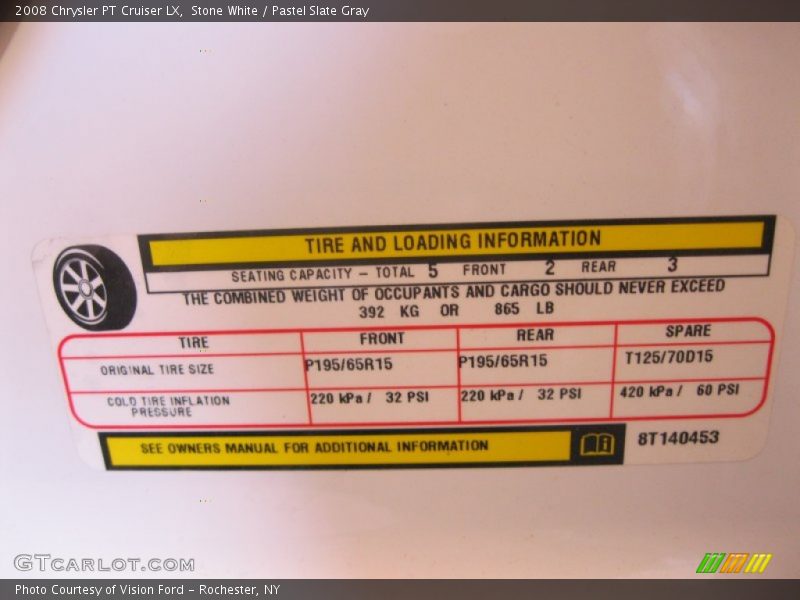 2008 Chrysler PT Cruiser LX,  Stone White / Pastel Slate Gray
TIRE AND LOADING INFORMATION
SEATING CAPACITY – TOTAL 5 FRONT 2 REAR 3
THE COMBINED WEIGHT OF OCCUPANTS AND CARGO SHOULD NEVER EXCEED
392 KG OR 865 LB
TIRE FRONT REAR SPARE
ORIGINAL TIRE SIZE P195/65R15 P195/65R15 T125/70D15
COLD TIRE INFLATION PRESSURE 220 kPa / 32 PSI 220 kPa / 32 PSI 420 kPa / 60 PSI
SEE OWNERS MANUAL FOR ADDITIONAL INFORMATION 8T140453
GTCARLOT.COM
Photo Courtesy of Vision Ford – Rochester, NY